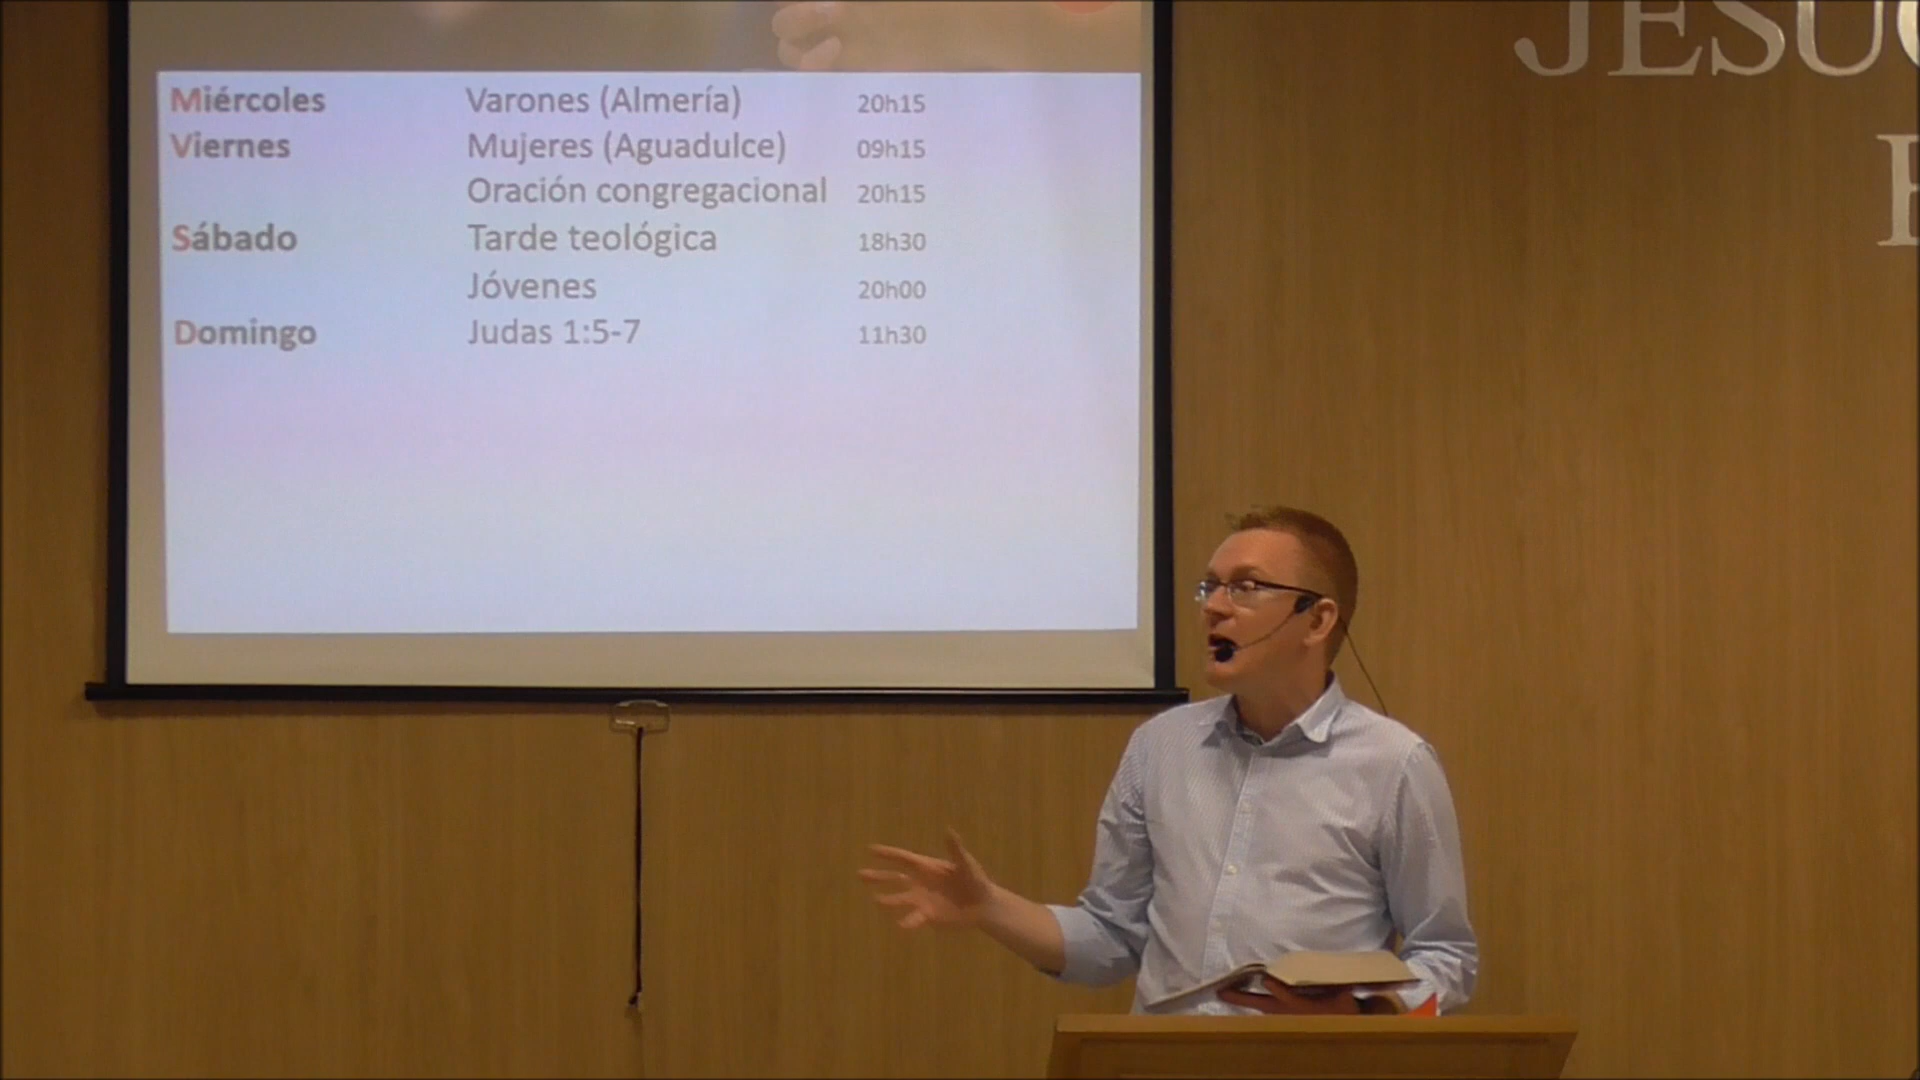 Miércoles Varones (Almería) 20h15
Viernes Mujeres (Aguadulce) 09h15
Oración congregacional 20h15
Sábado Tarde teológica 18h30
Jóvenes 20h00
Domingo Judas 1:5-7 11h30